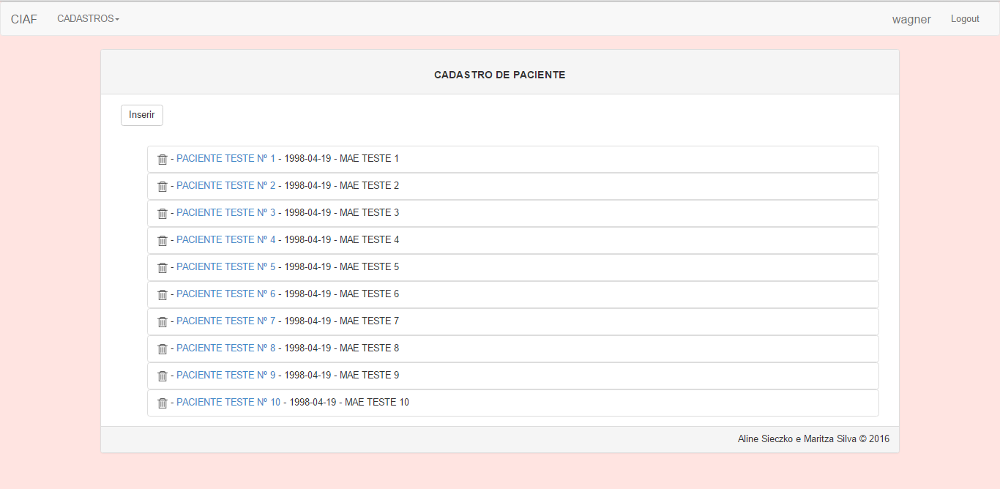 CIAF CADASTROS wagner Logout
CADASTRO DE PACIENTE
Inserir
- PACIENTE TESTE Nº 1 - 1998-04-19 - MAE TESTE 1
- PACIENTE TESTE Nº 2 - 1998-04-19 - MAE TESTE 2
- PACIENTE TESTE Nº 3 - 1998-04-19 - MAE TESTE 3
- PACIENTE TESTE Nº 4 - 1998-04-19 - MAE TESTE 4
- PACIENTE TESTE Nº 5 - 1998-04-19 - MAE TESTE 5
- PACIENTE TESTE Nº 6 - 1998-04-19 - MAE TESTE 6
- PACIENTE TESTE Nº 7 - 1998-04-19 - MAE TESTE 7
- PACIENTE TESTE Nº 8 - 1998-04-19 - MAE TESTE 8
- PACIENTE TESTE Nº 9 - 1998-04-19 - MAE TESTE 9
- PACIENTE TESTE Nº 10 - 1998-04-19 - MAE TESTE 10
Aline Sieczko e Maritza Silva © 2016